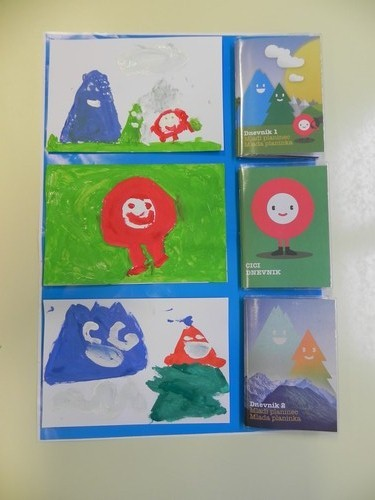 Dnevnik 1
Mladi planinec
Mlada planinka
CICI
DNEVNIK
Dnevnik 2
Mladi planinec
Mlada planinka